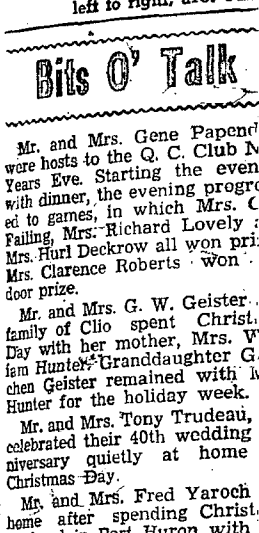 left to right, are:
Bits O' Talk
Mr. and Mrs. Gene Papend
were hosts to the Q. C. Club N
Years Eve. Starting the even
with dinner, the evening progre
ed to games, in which Mrs. C
Failing, Mrs. Richard Lovely
Mrs. Hurl Deckrow all won pri
Mrs. Clarence Roberts won
door prize.
Mr. and Mrs. G. W. Geister
family of Clio spent Christ
Day with her mother, Mrs. W
iam Hunter. Granddaughter G
chen Geister remained with M
Hunter for the holiday week.
Mr. and Mrs. Tony Trudeau,
celebrated their 40th wedding
niversary quietly at home
Christmas Day.
Mr. and Mrs. Fred Yaroch
home after spending Christ
in Port Huron with